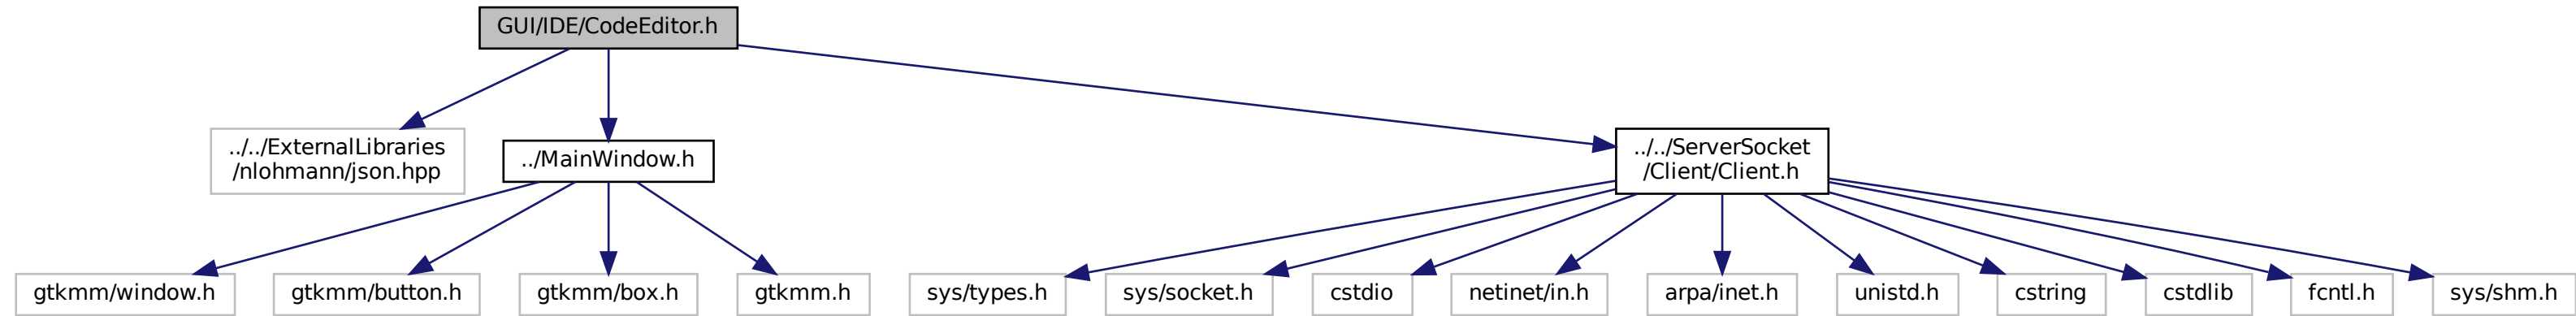 GUI/IDE/CodeEditor.h
../../ExternalLibraries
/nlohmann/json.hpp
../MainWindow.h
../../ServerSocket
/Client/Client.h
gtkmm/window.h
gtkmm/button.h
gtkmm/box.h
gtkmm.h
sys/types.h
sys/socket.h
cstdio
netinet/in.h
arpa/inet.h
unistd.h
cstring
cstdlib
fcntl.h
sys/shm.h